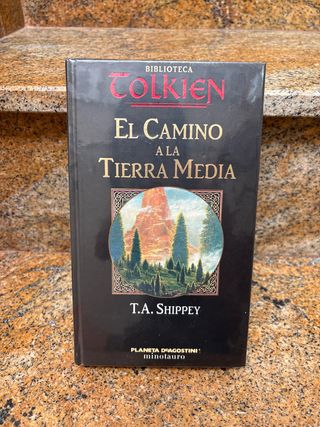 BIBLIOTECA
TOLKIEN
EL CAMINO
A LA
TIERRA MEDIA
T.A. SHIPPEY
PLANETA DEAGOSTINI
minotauro